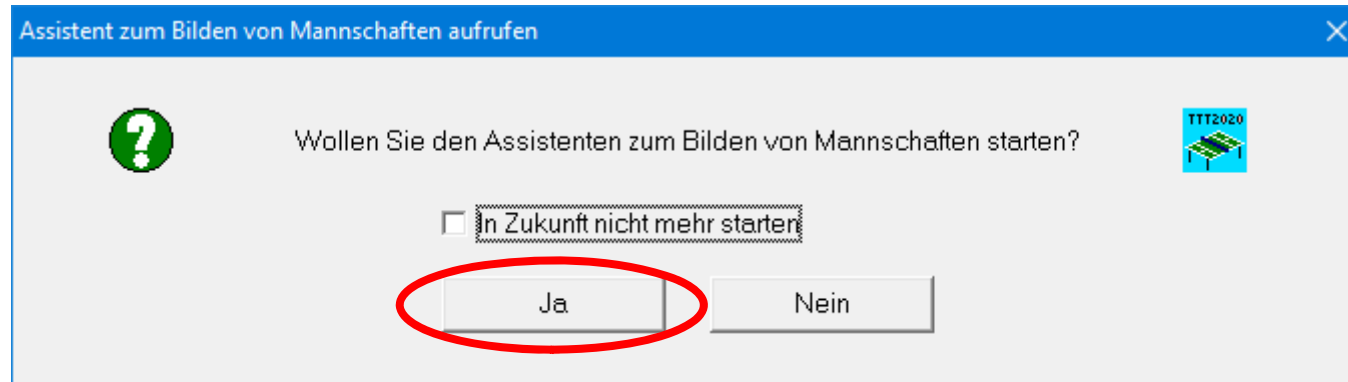 Assistent zum Bilden von Mannschaften aufrufen
Wollen Sie den Assistenten zum Bilden von Mannschaften starten?
TTT2020
In Zukunft nicht mehr starten
Ja Nein